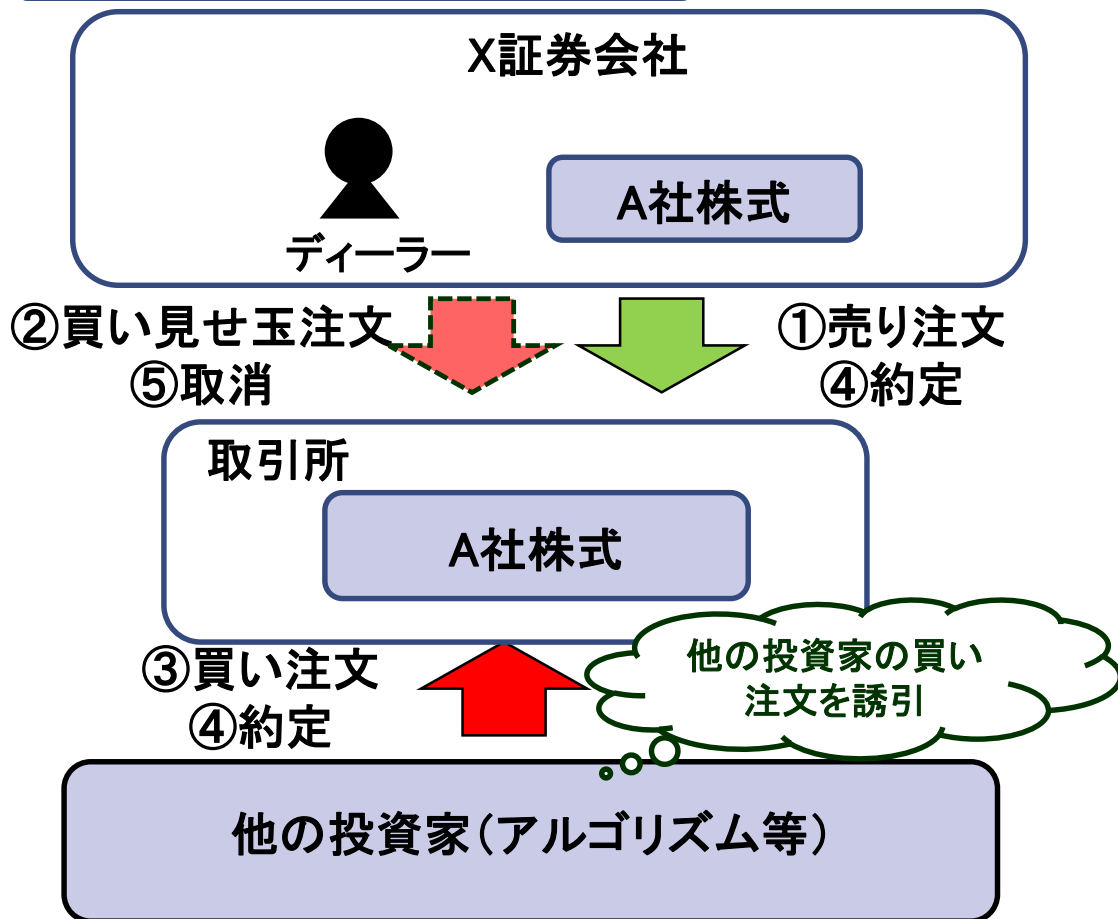 X証券会社
A社株式
ディーラー
②買い見せ玉注文
⑤取消
①売り注文
④約定
取引所
A社株式
③買い注文
④約定
他の投資家の買い
注文を誘引
他の投資家(アルゴリズム等)